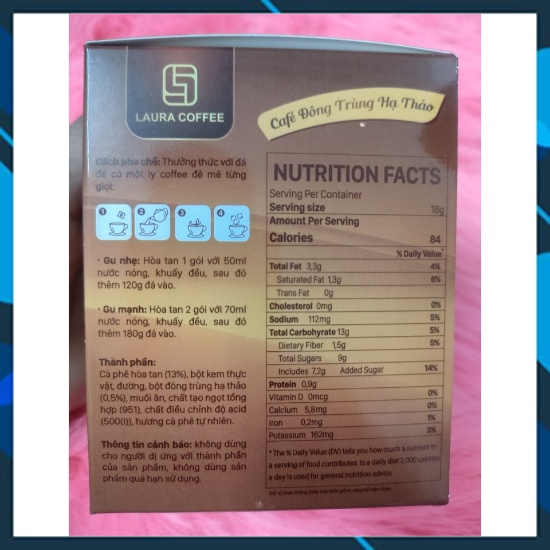 LAURA COFFEE
Café Đông Trùng Hạ Thảo
Cách pha chế: Thưởng thức với đá
để có một ly coffee đê mê từng
giọt
1 2 3 4
· Gu nhẹ: Hòa tan 1 gói với 50ml
nước nóng, khuấy đều, sau đó
thêm 120g đá vào.
· Gu mạnh: Hòa tan 2 gói với 70ml
nước nóng, khuấy đều, sau đó
thêm 180g đá vào.
Thành phần:
Cà phê hòa tan (13%), bột kem thực
vật, đường, bột đông trùng hạ thảo
(0,5%), muối ăn, chất tạo ngọt tổng
hợp (951), chất điều chỉnh độ acid
(500(i)), hương cà phê tự nhiên.
Thông tin cảnh báo: không dùng
cho người dị ứng với thành phần
của sản phẩm, không dùng sản
phẩm quá hạn sử dụng.
NUTRITION FACTS
Serving Per Container
Serving size 18g
Amount Per Serving
Calories 84
% Daily Value*
Total Fat 3,3g 4%
Saturated Fat 1,3g 6%
Trans Fat 0g
Cholesterol 0mg 0%
Sodium 112mg 5%
Total Carbohyrate 13g 5%
Dietary Fiber 1,5g 5%
Total Sugars 9g
Includes 7,2g Added Sugar 14%
Protein 0,9g
Vitamin D 0mcg 0%
Calcium 5,8mg 0%
Iron 0,2mg 1%
Potassium 162mg 3%
*The % Daily Value (DV) tells you how much a nutrient in
a serving of food contributes to a daily diet 2,000 calories
a day is used for general nutrition advice